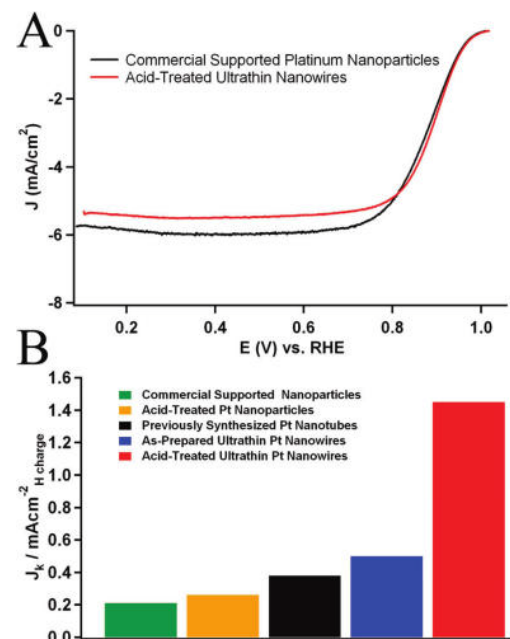 A
0
-2
-4
-6
-8
J (mA/cm²)
Commercial Supported Platinum Nanoparticles
Acid-Treated Ultrathin Nanowires
0.2 0.4 0.6 0.8 1.0
E (V) vs. RHE
B
1.6
1.4
1.2
1.0
0.8
0.6
0.4
0.2
0.0
Jk / mAcm⁻² H charge
Commercial Supported Nanoparticles
Acid-Treated Pt Nanoparticles
Previously Synthesized Pt Nanotubes
As-Prepared Ultrathin Pt Nanowires
Acid-Treated Ultrathin Pt Nanowires